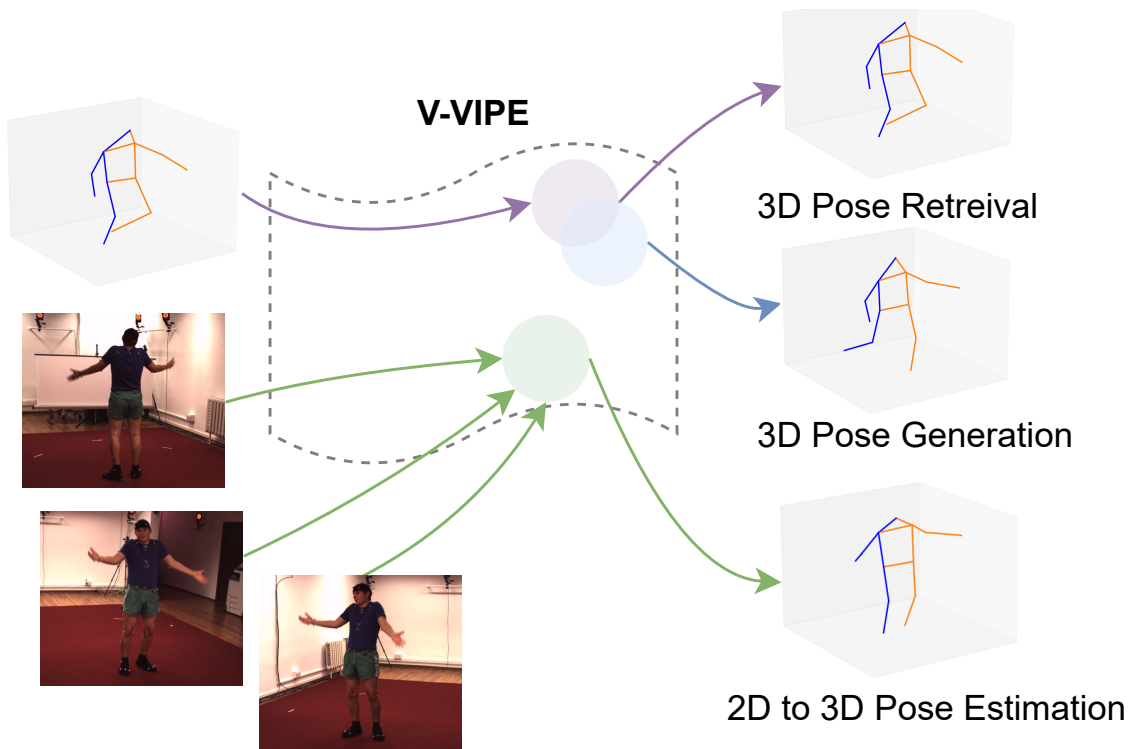 V-VIPE
3D Pose Retreival
3D Pose Generation
2D to 3D Pose Estimation